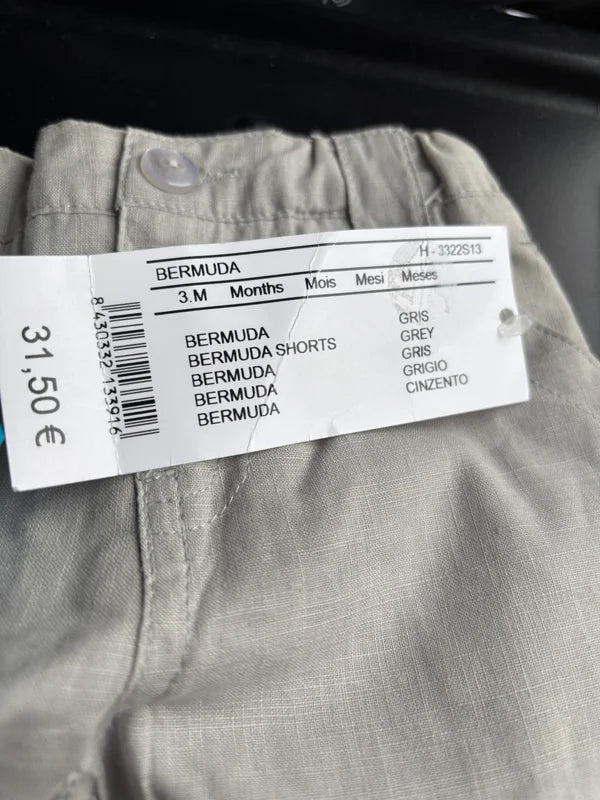 H - 3322S13
BERMUDA
3.M Months Mois Mesi Meses
BERMUDA GRIS
BERMUDA SHORTS GREY
BERMUDA GRIS
BERMUDA GRIGIO
BERMUDA CINZENTO
8 430332 133916
31,50 €